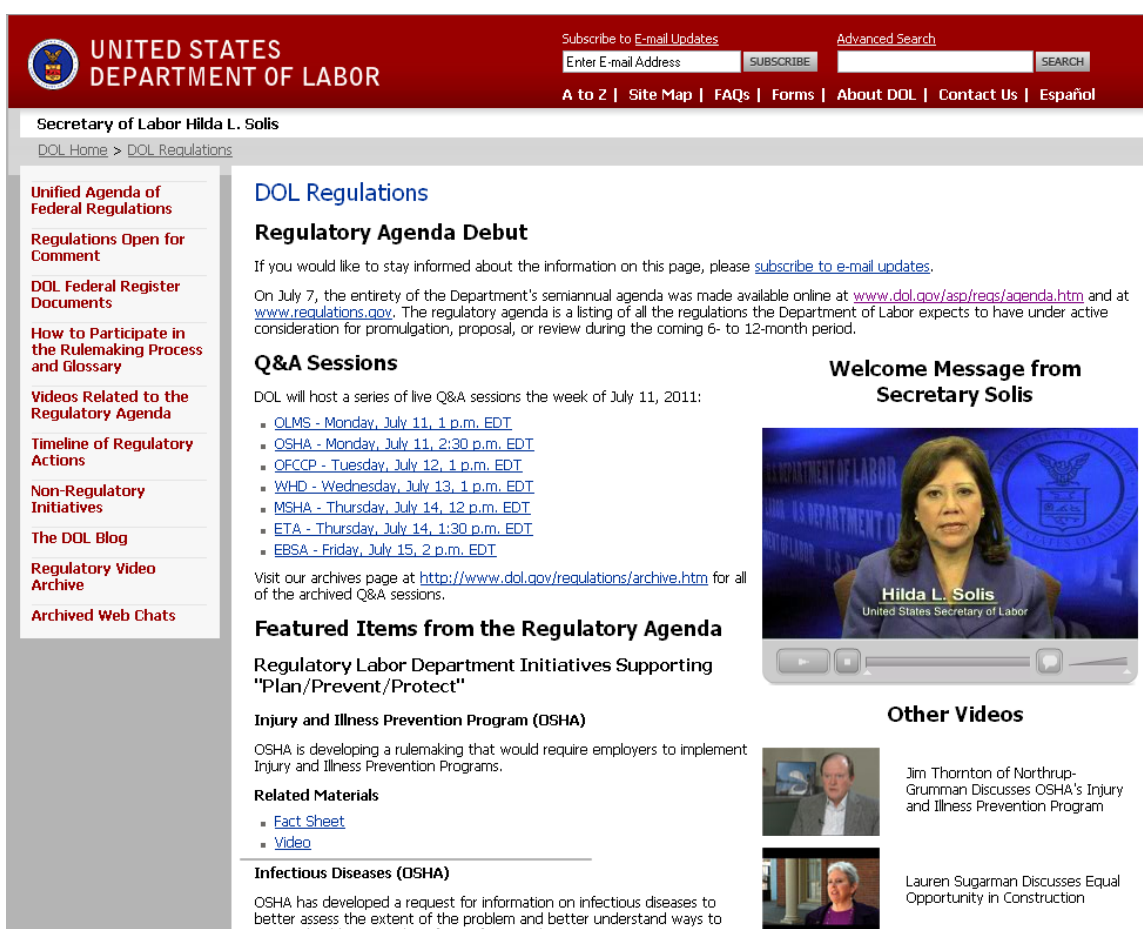 UNITED STATES
DEPARTMENT OF LABOR
Subscribe to E-mail Updates
Enter E-mail Address
SUBSCRIBE
Advanced Search
SEARCH
A to Z | Site Map | FAQs | Forms | About DOL | Contact Us | Español
Secretary of Labor Hilda L. Solis
DOL Home > DOL Regulations
Unified Agenda of
Federal Regulations
Regulations Open for
Comment
DOL Federal Register
Documents
How to Participate in
the Rulemaking Process
and Glossary
Videos Related to the
Regulatory Agenda
Timeline of Regulatory
Actions
Non-Regulatory
Initiatives
The DOL Blog
Regulatory Video
Archive
Archived Web Chats
DOL Regulations
Regulatory Agenda Debut
If you would like to stay informed about the information on this page, please subscribe to e-mail updates.
On July 7, the entirety of the Department's semiannual agenda was made available online at www.dol.gov/asp/regs/agenda.htm and at
www.regulations.gov. The regulatory agenda is a listing of all the regulations the Department of Labor expects to have under active
consideration for promulgation, proposal, or review during the coming 6- to 12-month period.
Q&A Sessions
DOL will host a series of live Q&A sessions the week of July 11, 2011:
OLMS - Monday, July 11, 1 p.m. EDT
OSHA - Monday, July 11, 2:30 p.m. EDT
OFCCP - Tuesday, July 12, 1 p.m. EDT
WHD - Wednesday, July 13, 1 p.m. EDT
MSHA - Thursday, July 14, 12 p.m. EDT
ETA - Thursday, July 14, 1:30 p.m. EDT
EBSA - Friday, July 15, 2 p.m. EDT
Visit our archives page at http://www.dol.gov/regulations/archive.htm for all
of the archived Q&A sessions.
Featured Items from the Regulatory Agenda
Regulatory Labor Department Initiatives Supporting
"Plan/Prevent/Protect"
Injury and Illness Prevention Program (OSHA)
OSHA is developing a rulemaking that would require employers to implement
Injury and Illness Prevention Programs.
Related Materials
Fact Sheet
Video
Infectious Diseases (OSHA)
OSHA has developed a request for information on infectious diseases to
better assess the extent of the problem and better understand ways to
Welcome Message from
Secretary Solis
Hilda L. Solis
United States Secretary of Labor
Other Videos
Jim Thornton of Northrup-
Grumman Discusses OSHA's Injury
and Illness Prevention Program
Lauren Sugarman Discusses Equal
Opportunity in Construction